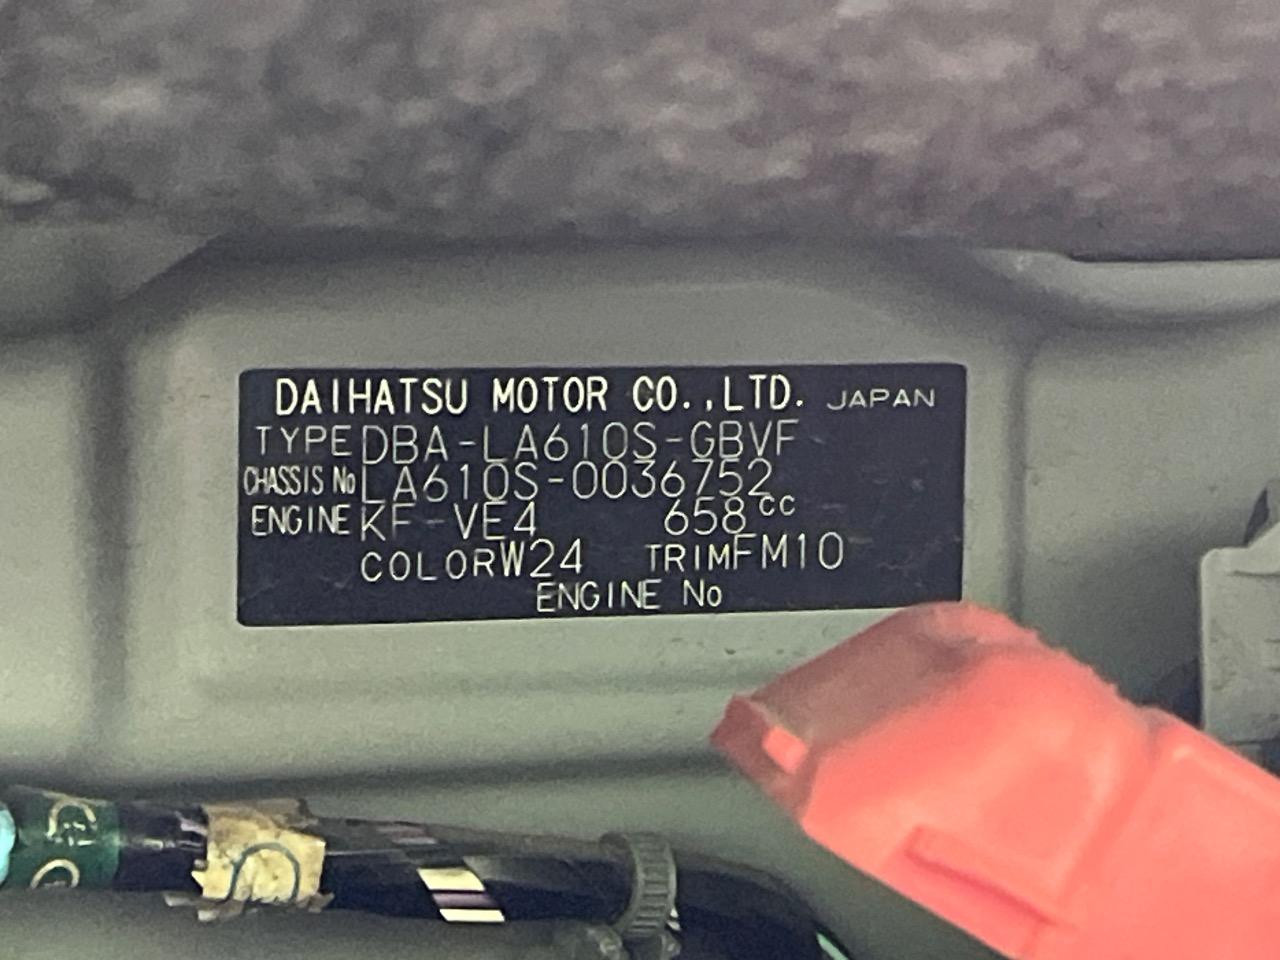 DAIHATSU MOTOR CO.,LTD. JAPAN
TYPE DBA-LA610S-GBVF
CHASSIS No LA610S-0036752
ENGINE KF-VE4 658cc
COLOR W24 TRIM FM10
ENGINE No